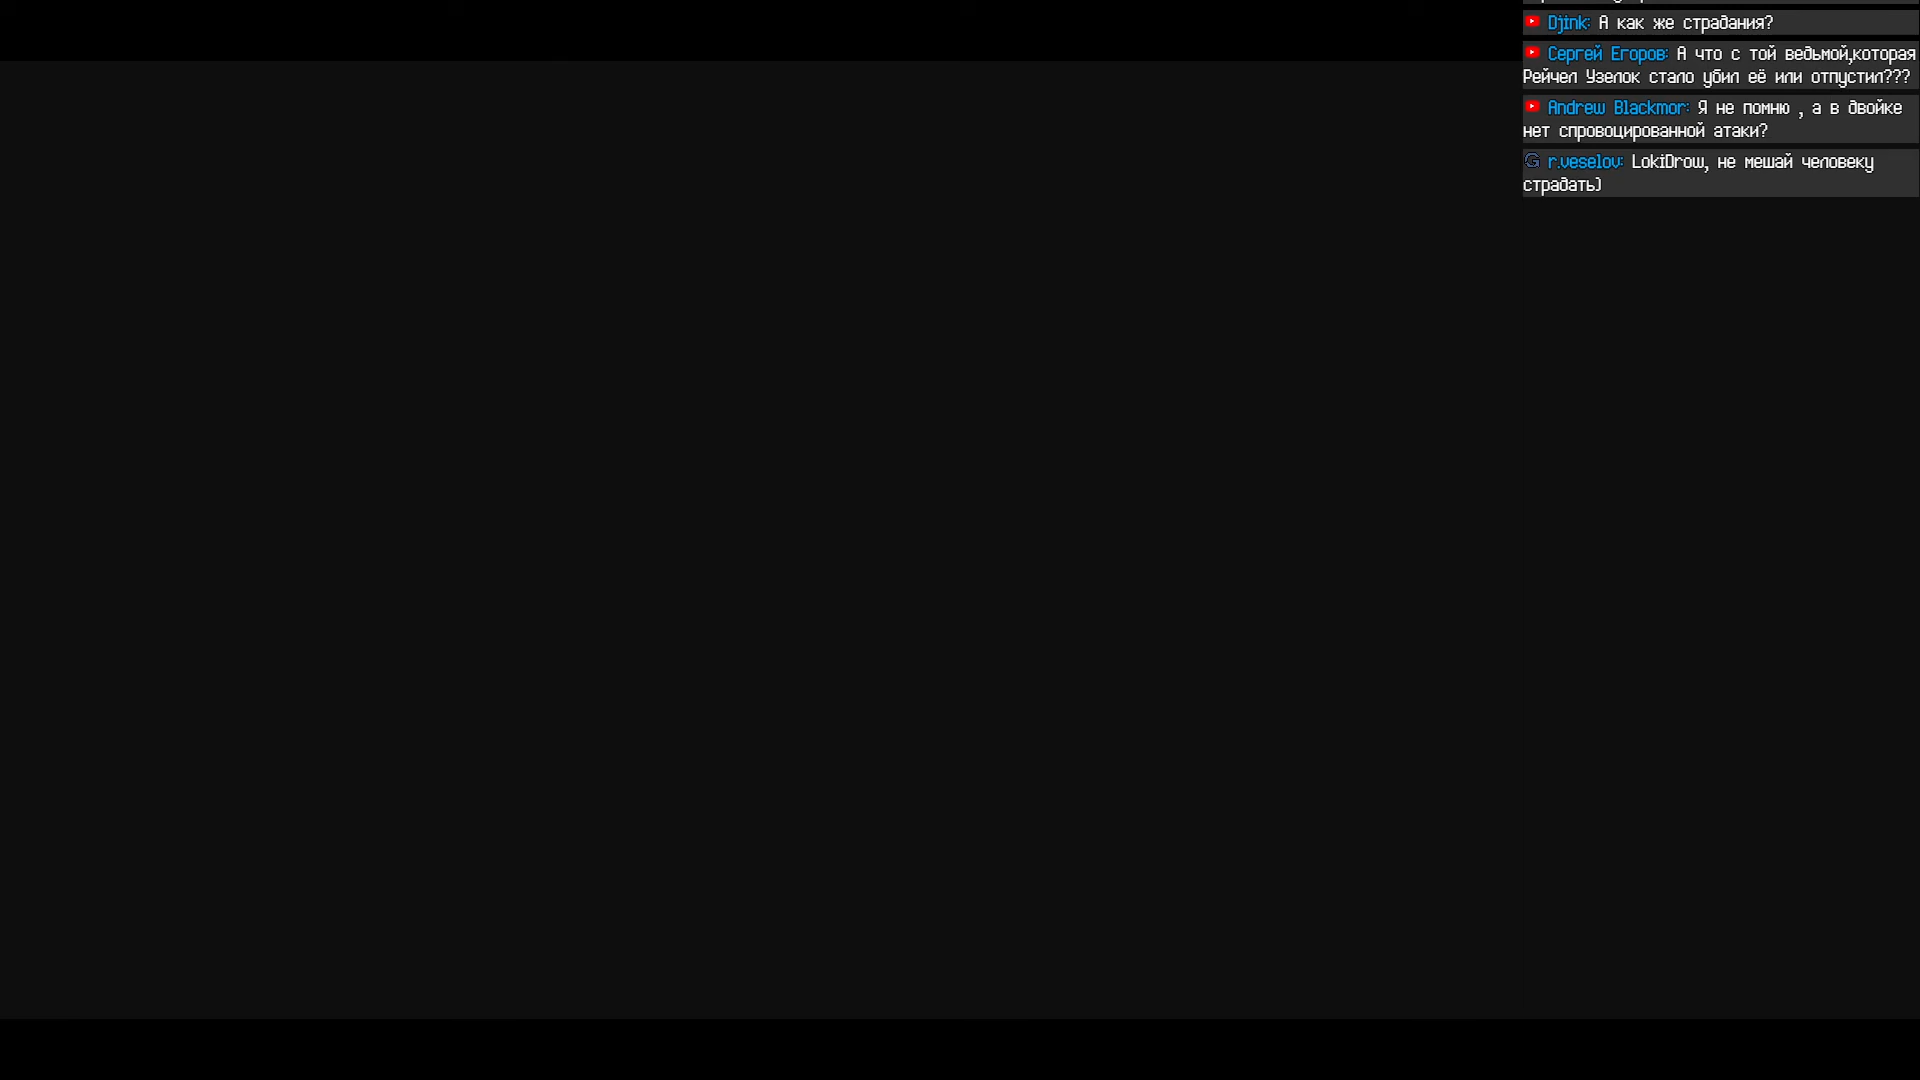 Djink: А как же страдания?
Сергей Егоров: А что с той ведьмой,которая
Рейчел Узелок стало убил её или отпустил???
Andrew Blackmor: Я не помню , а в двойке
нет спровоцированной атаки?
r.veselov: LokiDrow, не мешай человеку
страдать)